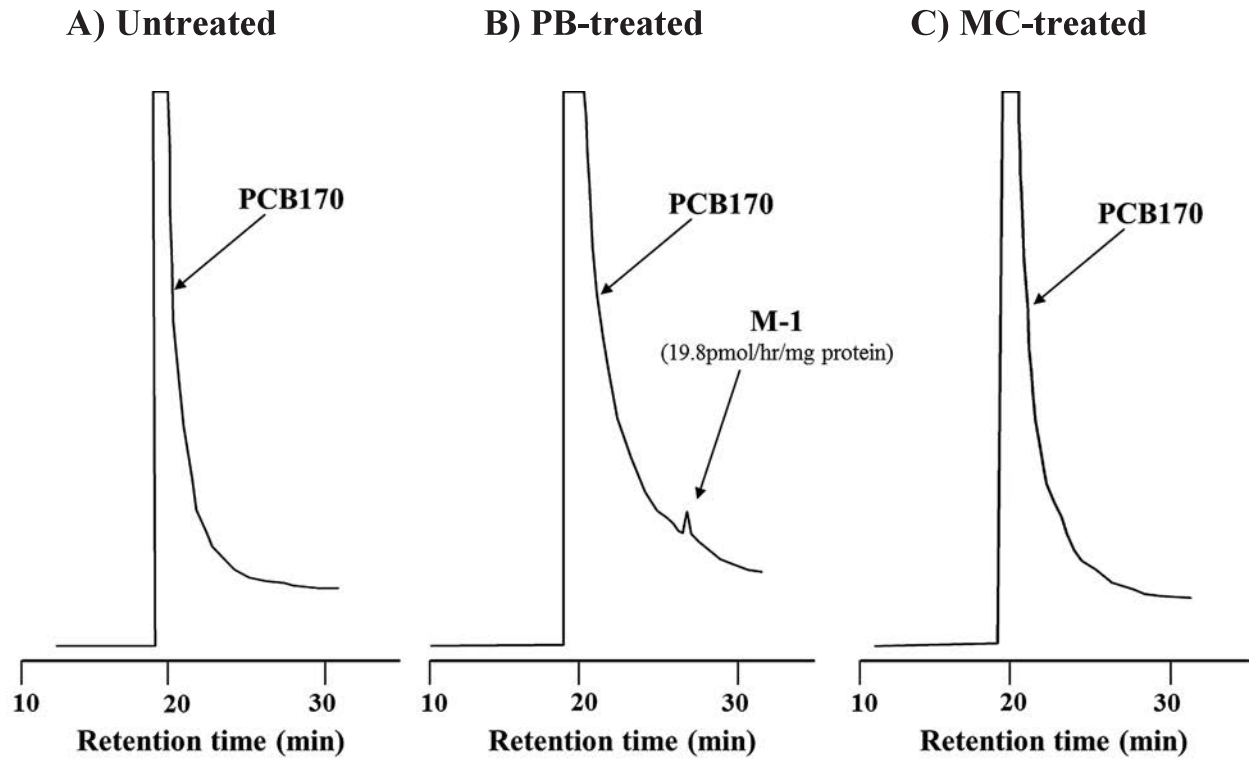 A) Untreated
B) PB-treated
C) MC-treated
PCB170
PCB170
PCB170
M-1
(19.8pmol/hr/mg protein)
10 20 30
10 20 30
10 20 30
Retention time (min)
Retention time (min)
Retention time (min)